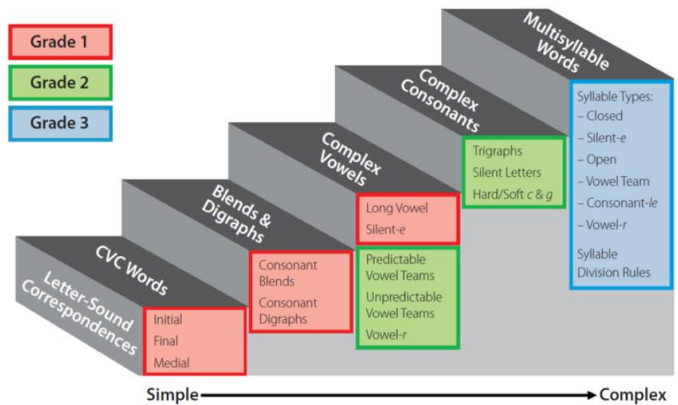 Grade 1
Grade 2
Grade 3
Letter-Sound
Correspondences
CVC Words
Initial
Final
Medial
Blends &
Digraphs
Consonant
Blends
Consonant
Digraphs
Complex
Vowels
Long Vowel
Silent-e
Predictable
Vowel Teams
Unpredictable
Vowel Teams
Vowel-r
Complex
Consonants
Trigraphs
Silent Letters
Hard/Soft c & g
Multisyllable
Words
Syllable Types:
– Closed
– Silent-e
– Open
– Vowel Team
– Consonant-le
– Vowel-r
Syllable
Division Rules
Simple
Complex